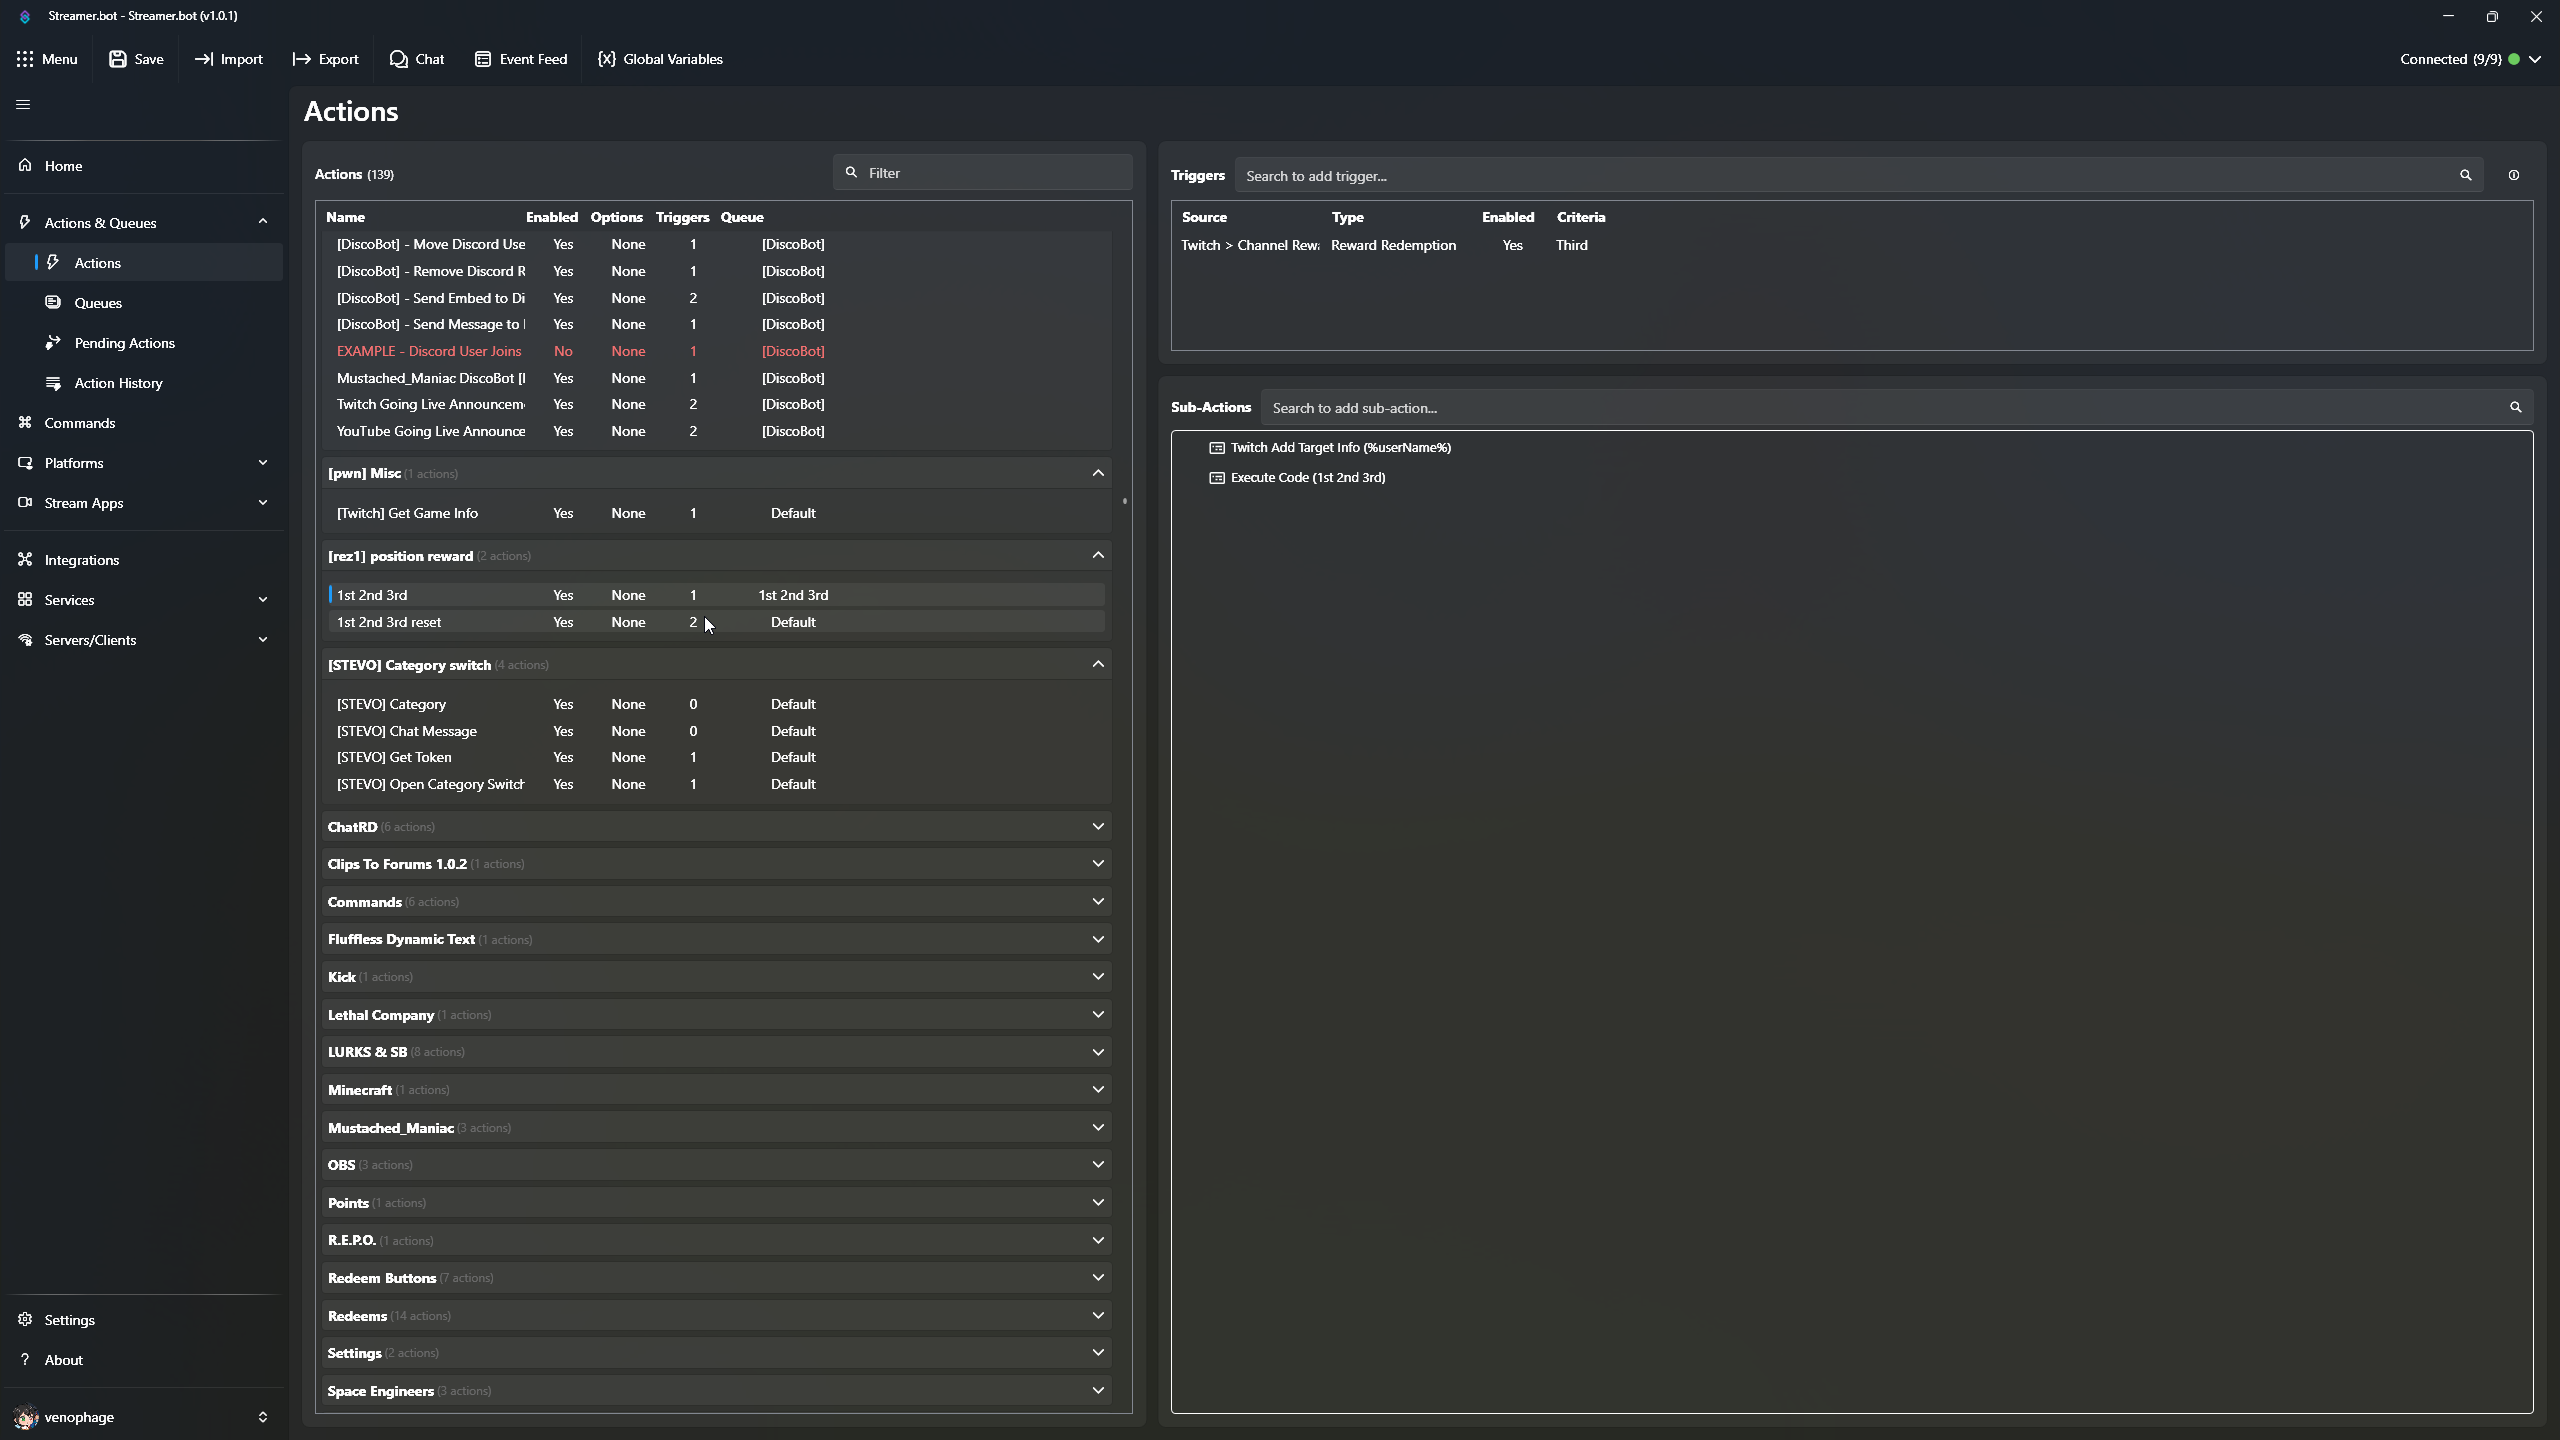 Streamer.bot - Streamer.bot (v1.0.1)
Menu Save Import Export Chat Event Feed Global Variables Connected (9/9)
Home
Actions & Queues
Actions
Queues
Pending Actions
Action History
Commands
Platforms
Stream Apps
Integrations
Services
Servers/Clients
Settings
? About
venophage
Actions
Actions (139) Filter
Name Enabled Options Triggers Queue
[DiscoBot] - Move Discord Use Yes None 1 [DiscoBot]
[DiscoBot] - Remove Discord R Yes None 1 [DiscoBot]
[DiscoBot] - Send Embed to Di Yes None 2 [DiscoBot]
[DiscoBot] - Send Message to Yes None 1 [DiscoBot]
EXAMPLE - Discord User Joins No None 1 [DiscoBot]
Mustached_Maniac DiscoBot Yes None 1 [DiscoBot]
Twitch Going Live Announcem Yes None 2 [DiscoBot]
YouTube Going Live Announce Yes None 2 [DiscoBot]
[pwn] Misc (1 actions)
[Twitch] Get Game Info Yes None 1 Default
[rez1] position reward (2 actions)
1st 2nd 3rd Yes None 1 1st 2nd 3rd
1st 2nd 3rd reset Yes None 2 Default
[STEVO] Category switch (4 actions)
[STEVO] Category Yes None 0 Default
[STEVO] Chat Message Yes None 0 Default
[STEVO] Get Token Yes None 1 Default
[STEVO] Open Category Switch Yes None 1 Default
ChatRD (6 actions)
Clips To Forums 1.0.2 (1 actions)
Commands (6 actions)
Fluffless Dynamic Text (1 actions)
Kick (1 actions)
Lethal Company (1 actions)
LURKS & SB (8 actions)
Minecraft (1 actions)
Mustached_Maniac (3 actions)
OBS (3 actions)
Points (1 actions)
R.E.P.O. (1 actions)
Redeem Buttons (7 actions)
Redeems (14 actions)
Settings (2 actions)
Space Engineers (3 actions)
Triggers Search to add trigger...
Source Type Enabled Criteria
Twitch > Channel Rew Reward Redemption Yes Third
Sub-Actions Search to add sub-action...
Twitch Add Target Info (%userName%)
Execute Code (1st 2nd 3rd)